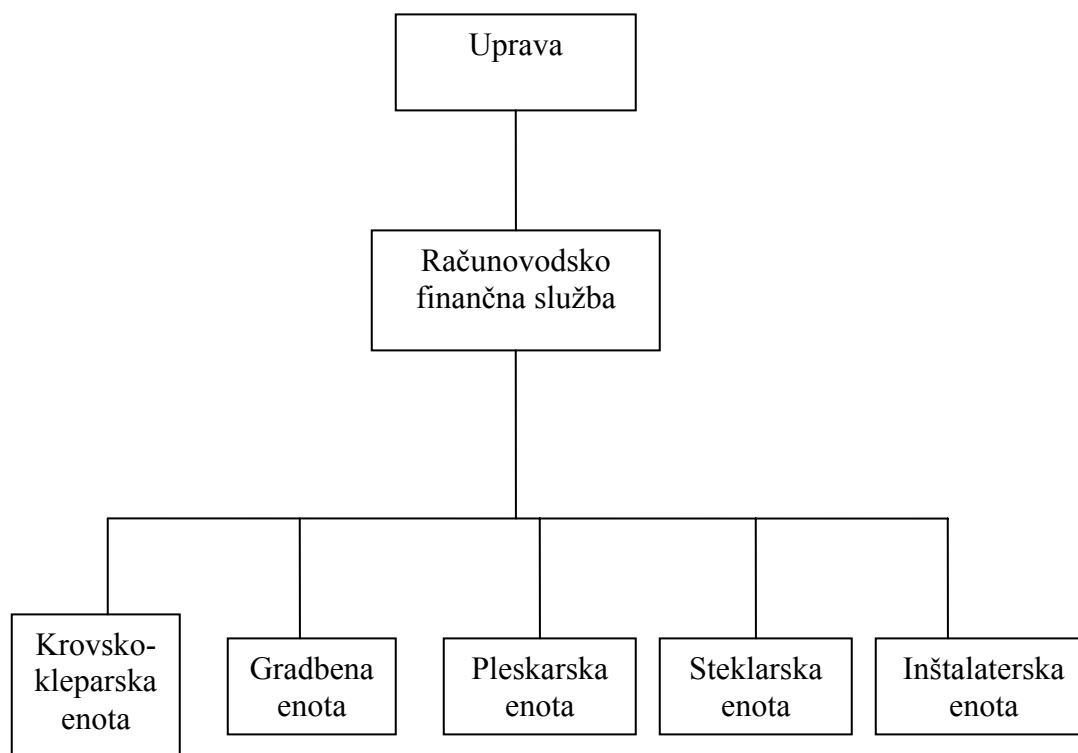 Uprava
Računovodsko
finančna služba
Krovsko-
kleparska
enota
Gradbena
enota
Pleskarska
enota
Steklarska
enota
Inštalaterska
enota